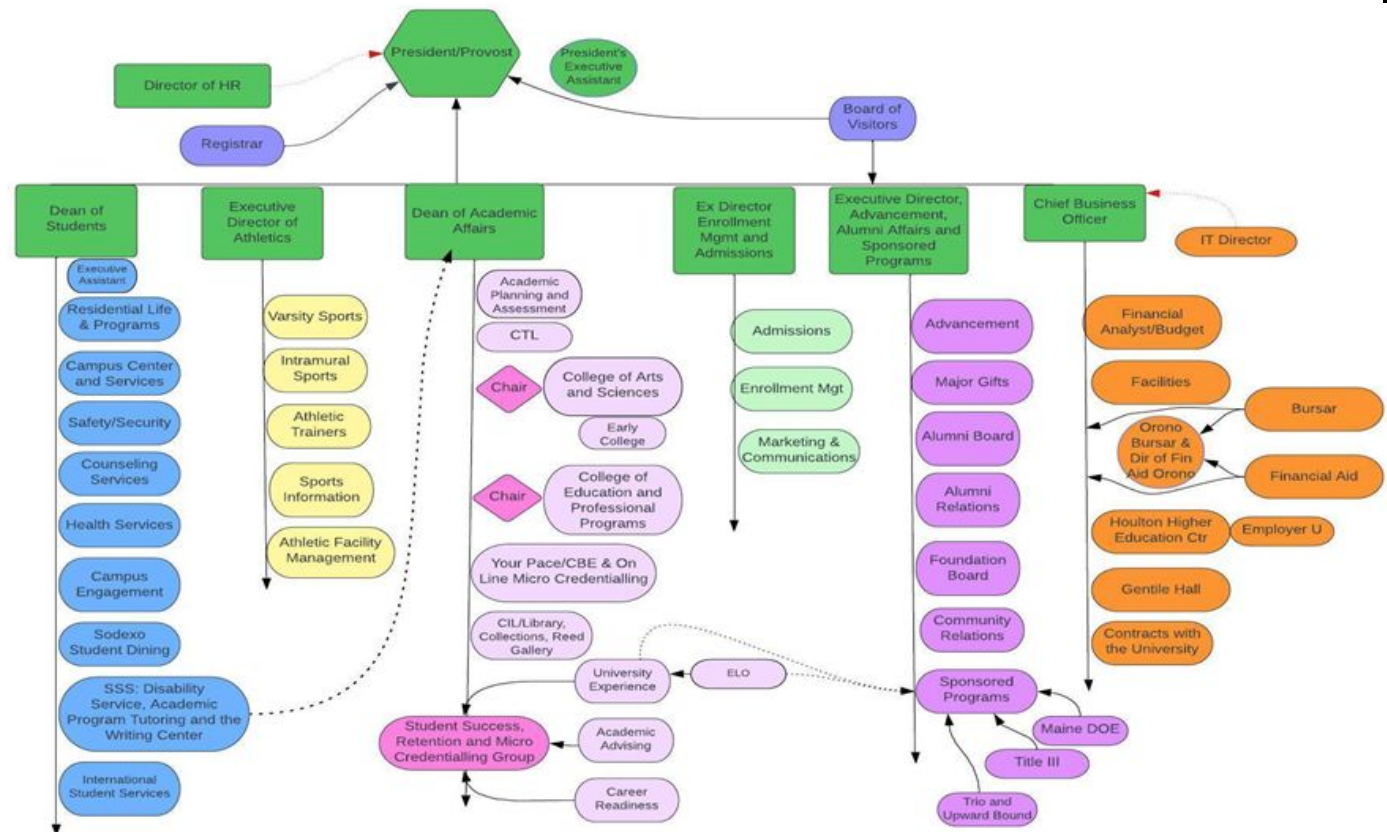 President/Provost
President's
Executive
Assistant
Director of HR
Board of
Visitors
Registrar
Dean of
Students
Executive
Director of
Athletics
Dean of Academic
Affairs
Ex Director
Enrollment
Mgmt and
Admissions
Executive Director,
Advancement,
Alumni Affairs and
Sponsored
Programs
Chief Business
Officer
IT Director
Executive
Assistant
Residential Life
& Programs
Campus Center
and Services
Safety/Security
Counseling
Services
Health Services
Campus
Engagement
Sodexo
Student Dining
SSS: Disability
Service, Academic
Program Tutoring and the
Writing Center
International
Student Services
Varsity Sports
Intramural
Sports
Athletic
Trainers
Sports
Information
Athletic Facility
Management
Academic
Planning and
Assessment
CTL
Chair
College of Arts
and Sciences
Early
College
Chair
College of
Education and
Professional
Programs
Your Pace/CBE & On
Line Micro Credentialling
CIL/Library,
Collections, Reed
Gallery
University
Experience
ELO
Student Success,
Retention and Micro
Credentialling Group
Academic
Advising
Career
Readiness
Admissions
Enrollment Mgt
Marketing &
Communications
Advancement
Major Gifts
Alumni Board
Alumni
Relations
Foundation
Board
Community
Relations
Sponsored
Programs
Maine DOE
Title III
Trio and
Upward Bound
Financial
Analyst/Budget
Facilities
Bursar
Orono
Bursar &
Dir of Fin
Aid Orono
Financial Aid
Houlton Higher
Education Ctr
Employer U
Gentile Hall
Contracts with
the University